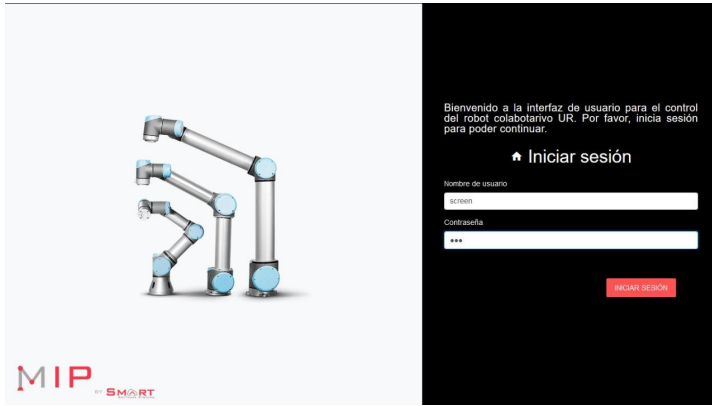 Bienvenido a la interfaz de usuario para el control
del robot colabotarivo UR. Por favor, inicia sesión
para poder continuar.
Iniciar sesión
Nombre de usuario
screen
Contraseña
•••
INICIAR SESIÓN
MIP
SMART